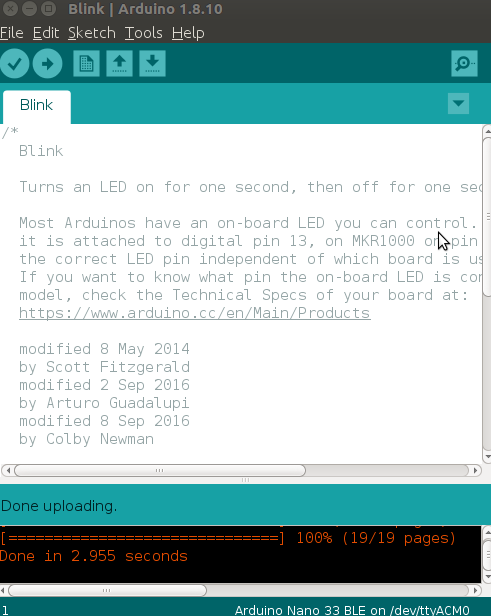 Blink | Arduino 1.8.10
File Edit Sketch Tools Help
Blink
/*
Blink
Turns an LED on for one second, then off for one sec
Most Arduinos have an on-board LED you can control.
it is attached to digital pin 13, on MKR1000 on pin
the correct LED pin independent of which board is us
If you want to know what pin the on-board LED is con
model, check the Technical Specs of your board at:
https://www.arduino.cc/en/Main/Products
modified 8 May 2014
by Scott Fitzgerald
modified 2 Sep 2016
by Arturo Guadalupi
modified 8 Sep 2016
by Colby Newman
Done uploading.
[==============================] 100% (19/19 pages)
Done in 2.955 seconds
1 Arduino Nano 33 BLE on /dev/ttyACM0